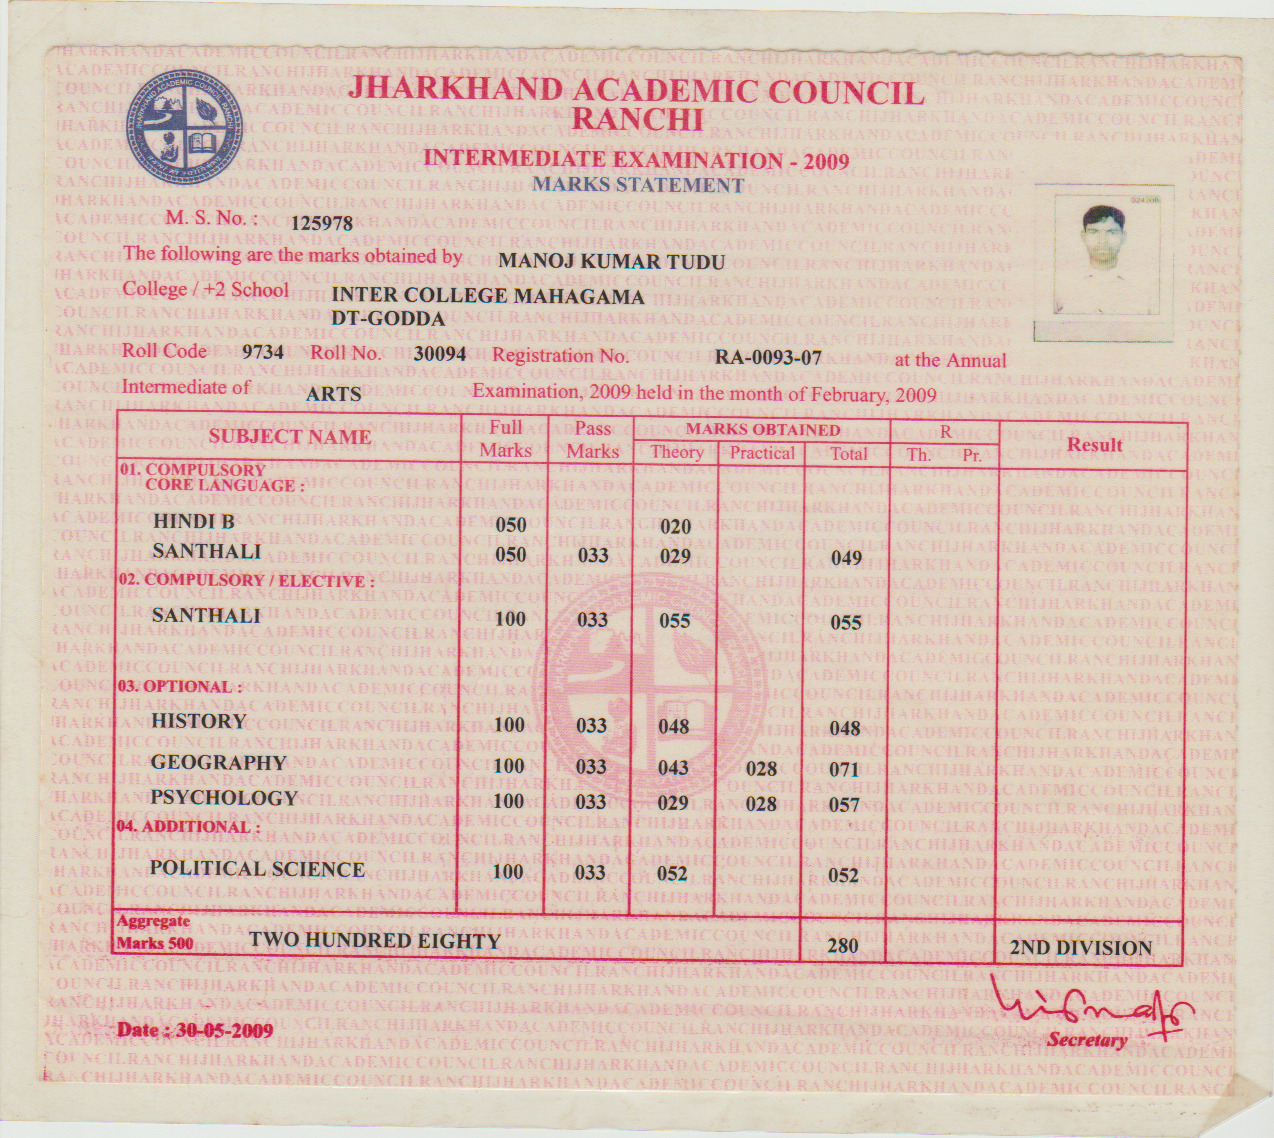 JHARKHAND ACADEMIC COUNCIL
RANCHI
INTERMEDIATE EXAMINATION - 2009
MARKS STATEMENT
M. S. No. : 125978
The following are the marks obtained by MANOJ KUMAR TUDU
College / +2 School INTER COLLEGE MAHAGAMA
DT-GODDA
Roll Code 9734 Roll No. 30094 Registration No. RA-0093-07 at the Annual
Intermediate of ARTS Examination, 2009 held in the month of February, 2009
SUBJECT NAME Full Marks Pass Marks MARKS OBTAINED R Result
Theory Practical Total Th. Pr.
01. COMPULSORY
CORE LANGUAGE :
HINDI B 050 020
SANTHALI 050 033 029 049
02. COMPULSORY / ELECTIVE :
SANTHALI 100 033 055 055
03. OPTIONAL :
HISTORY 100 033 048 048
GEOGRAPHY 100 033 043 028 071
PSYCHOLOGY 100 033 029 028 057
04. ADDITIONAL :
POLITICAL SCIENCE 100 033 052 052
Aggregate
Marks 500 TWO HUNDRED EIGHTY 280 2ND DIVISION
Date : 30-05-2009
Secretary